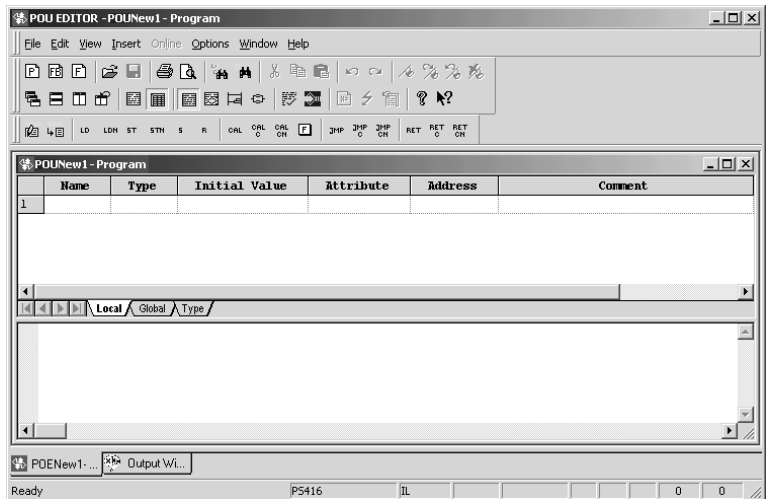 POU EDITOR -POUNew1- Program
File Edit View Insert Online Options Window Help
P FB F
LD LDN ST STN S R CAL CAL C CAL CN F JMP JMP C JMP CN RET RET C RET CN
POUNew1- Program
Name Type Initial Value Attribute Address Comment
1
Local Global Type
POENew1- ... Output Wi...
Ready PS416 IL 0 0